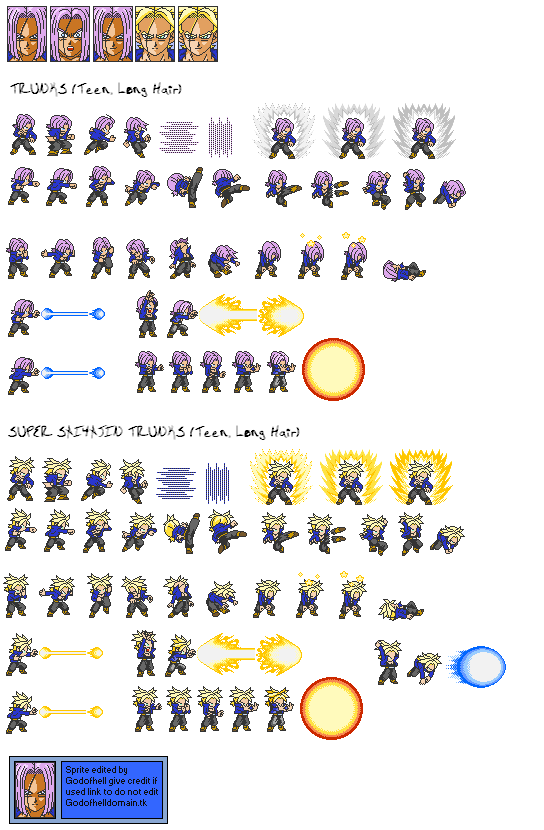 TRUNKS (Teen, Long Hair)
SUPER SAIYAJIN TRUNKS (Teen, Long Hair)
Sprite edited by
Godofhell give credit if
used link to do not edit
Godofhelldomain.tk